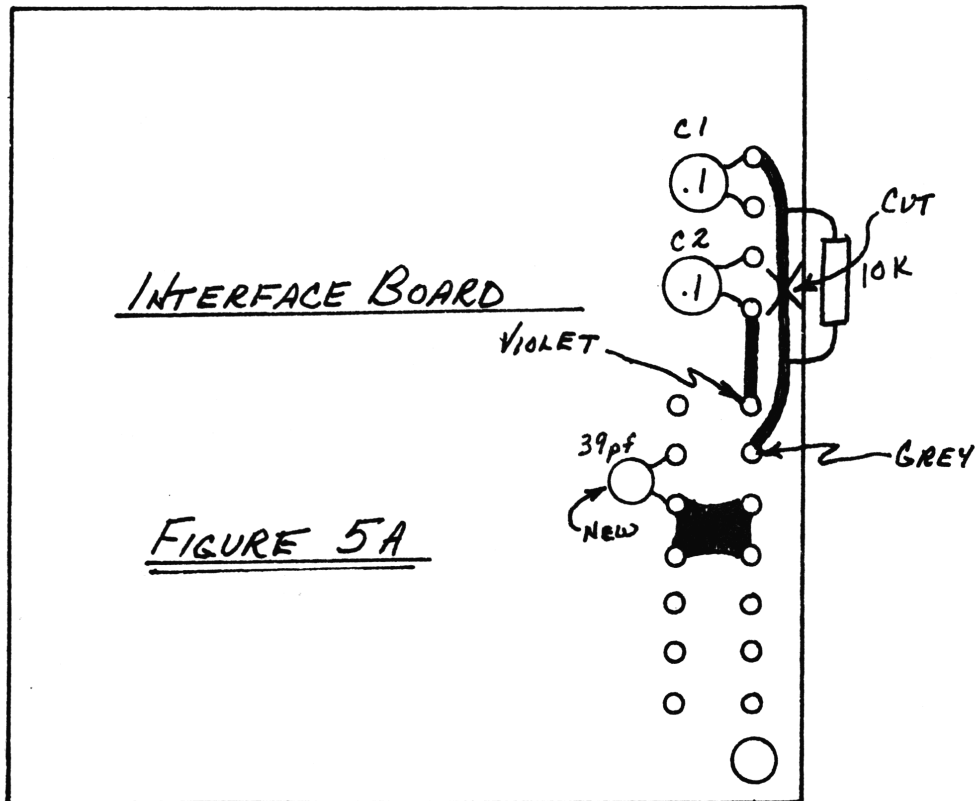 C1
.1
CUT
C2
.1
10K
INTERFACE BOARD
VIOLET
39pf
GREY
NEW
FIGURE 5A